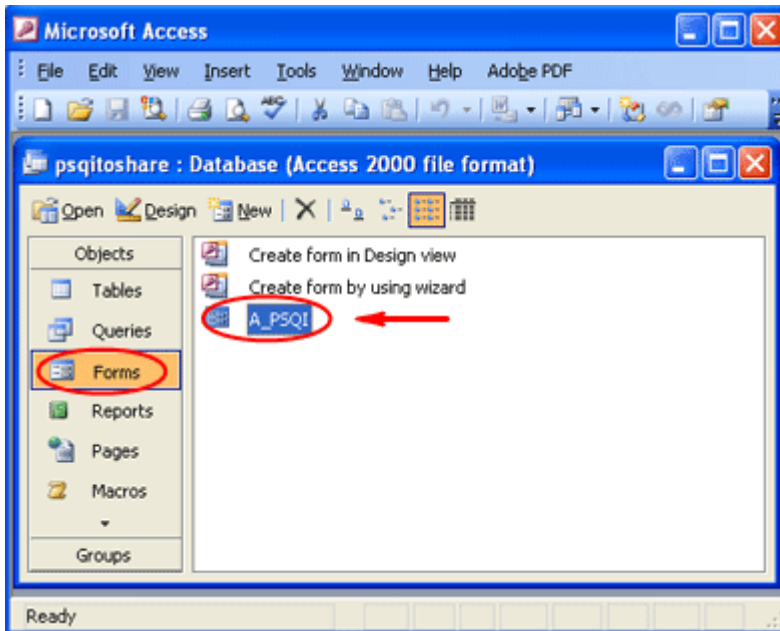 Microsoft Access
File Edit View Insert Tools Window Help Adobe PDF
ABC
psqitoshare : Database (Access 2000 file format)
Open Design New
Objects
Create form in Design view
Tables
Create form by using wizard
Queries
A_PSQI
Forms
Reports
Pages
Macros
Groups
Ready